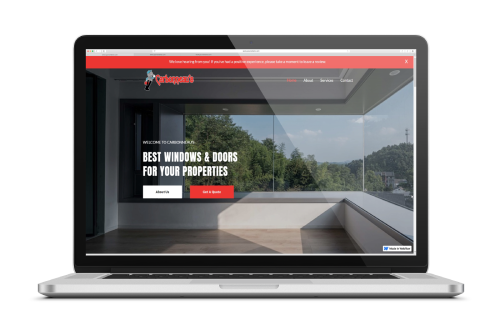 We love hearing from you! If you've had a positive experience, please take a moment to leave a review. X
Carbonneau's
Home About Services Contact
WELCOME TO CARBONNEAU'S
BEST WINDOWS & DOORS
FOR YOUR PROPERTIES
About Us Get A Quote
Made in Webflow